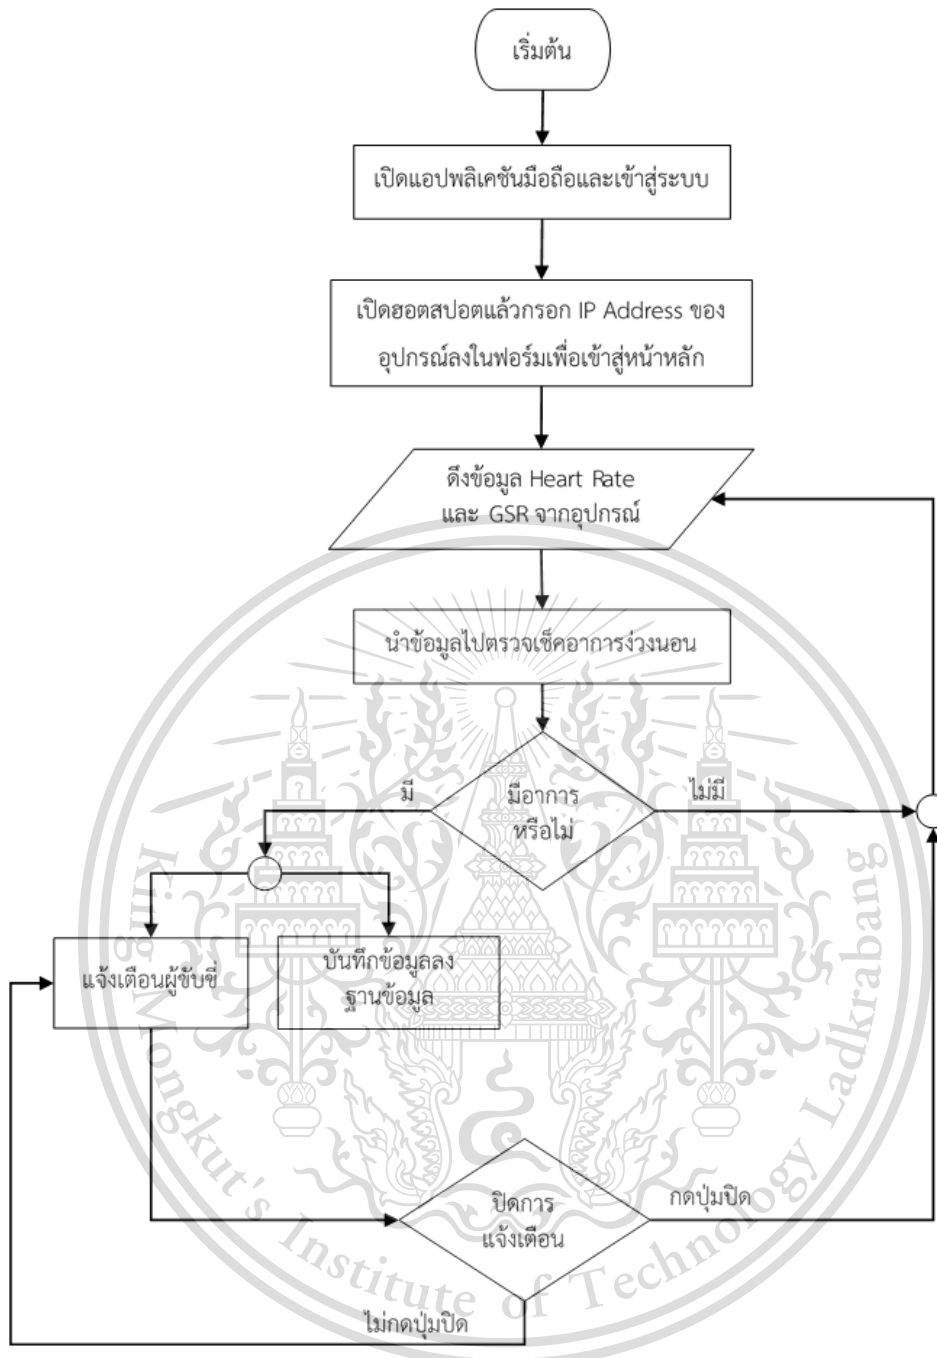 เริ่มต้น
เปิดแอปพลิเคชันมือถือและเข้าสู่ระบบ
เปิดฮอตสปอตแล้วกรอก IP Address ของ
อุปกรณ์ลงในฟอร์มเพื่อเข้าสู่หน้าหลัก
ดึงข้อมูล Heart Rate
และ GSR จากอุปกรณ์
นำข้อมูลไปตรวจเช็คอาการง่วงนอน
มี
มีอาการ
หรือไม่
ไม่มี
แจ้งเตือนผู้ขับขี่
บันทึกข้อมูลลง
ฐานข้อมูล
ปิดการ
แจ้งเตือน
กดปุ่มปิด
ไม่กดปุ่มปิด
King Mongkut's Institute of Technology Ladkrabang